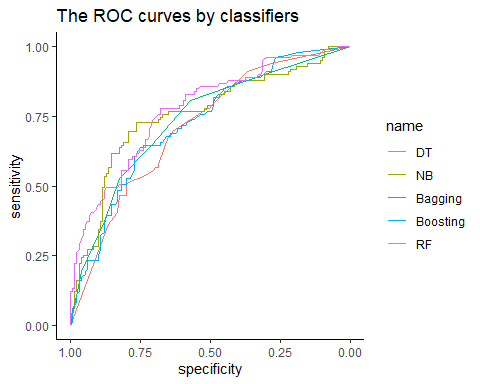 The ROC curves by classifiers
1.00
0.75
0.50
0.25
0.00
sensitivity
1.00
0.75
0.50
0.25
0.00
specificity
name
DT
NB
Bagging
Boosting
RF